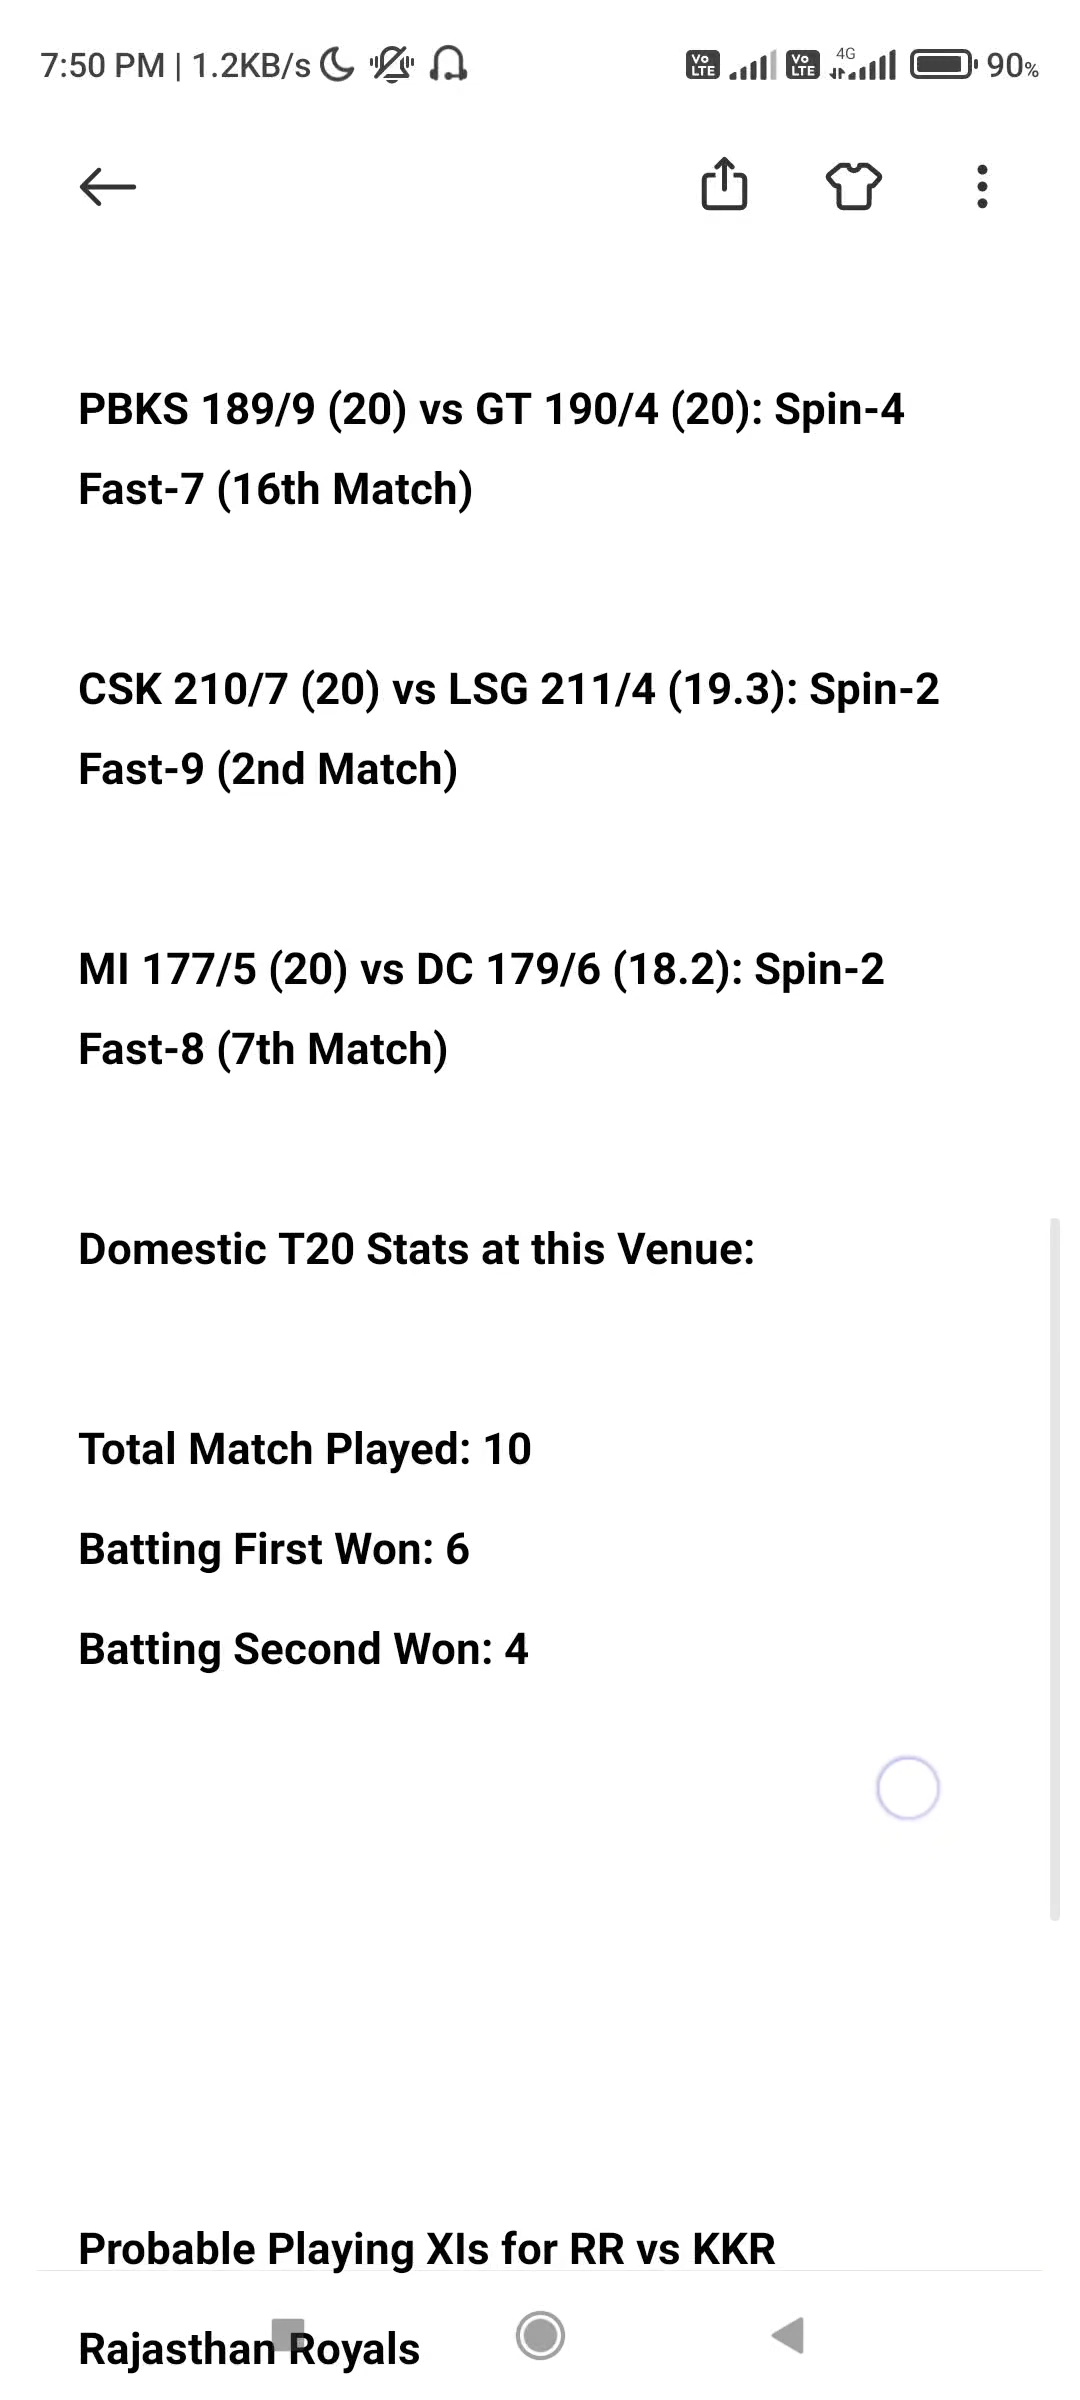 7:50 PM | 1.2KB/s Vo LTE Vo LTE 4G 90%
PBKS 189/9 (20) vs GT 190/4 (20): Spin-4
Fast-7 (16th Match)
CSK 210/7 (20) vs LSG 211/4 (19.3): Spin-2
Fast-9 (2nd Match)
MI 177/5 (20) vs DC 179/6 (18.2): Spin-2
Fast-8 (7th Match)
Domestic T20 Stats at this Venue:
Total Match Played: 10
Batting First Won: 6
Batting Second Won: 4
Probable Playing XIs for RR vs KKR
Rajasthan Royals